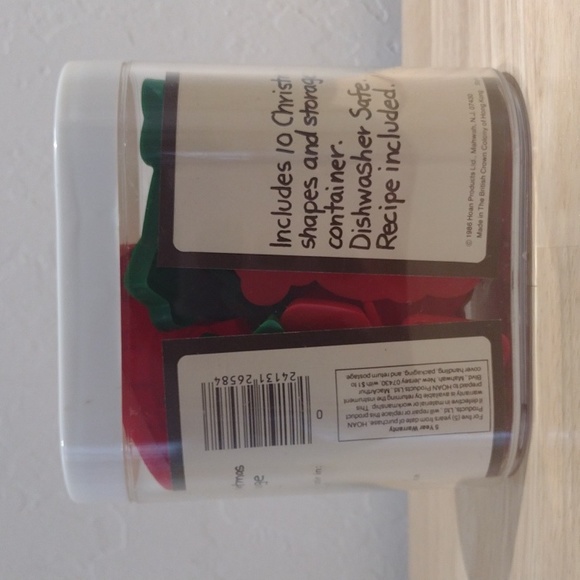 Includes 10 Christ
shapes and storag
container.
Dishwasher Safe.
Recipe included.
© 1986 Hoan Products Ltd., Mahwah, N.J. 07430
Made in The British Crown Colony of Hong Kong
24131 26584
0
5 Year Warranty
For five (5) years from date of purchase, HOAN
Products, Ltd. will repair or replace this product
if defective in material or workmanship. This
warranty is available by returning the instrument
prepaid to HOAN Products, Ltd. MacArthur
Blvd., Mahwah, New Jersey 07430, with $1 to
cover handling, packaging, and return postage.
tmas
ge